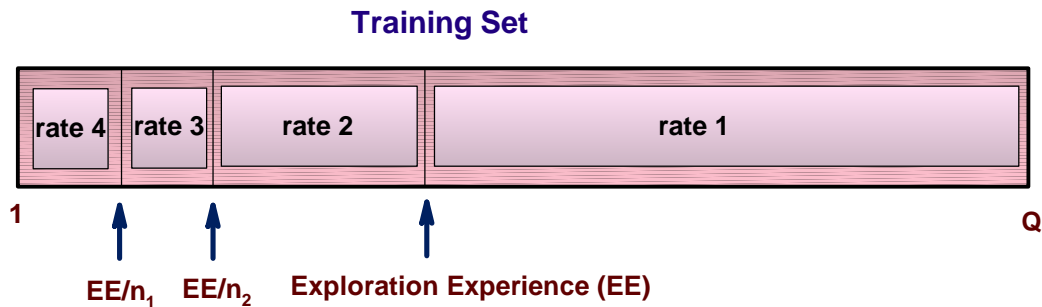 Training Set
rate 4 rate 3 rate 2 rate 1
1 Q
EE/n₁ EE/n₂ Exploration Experience (EE)